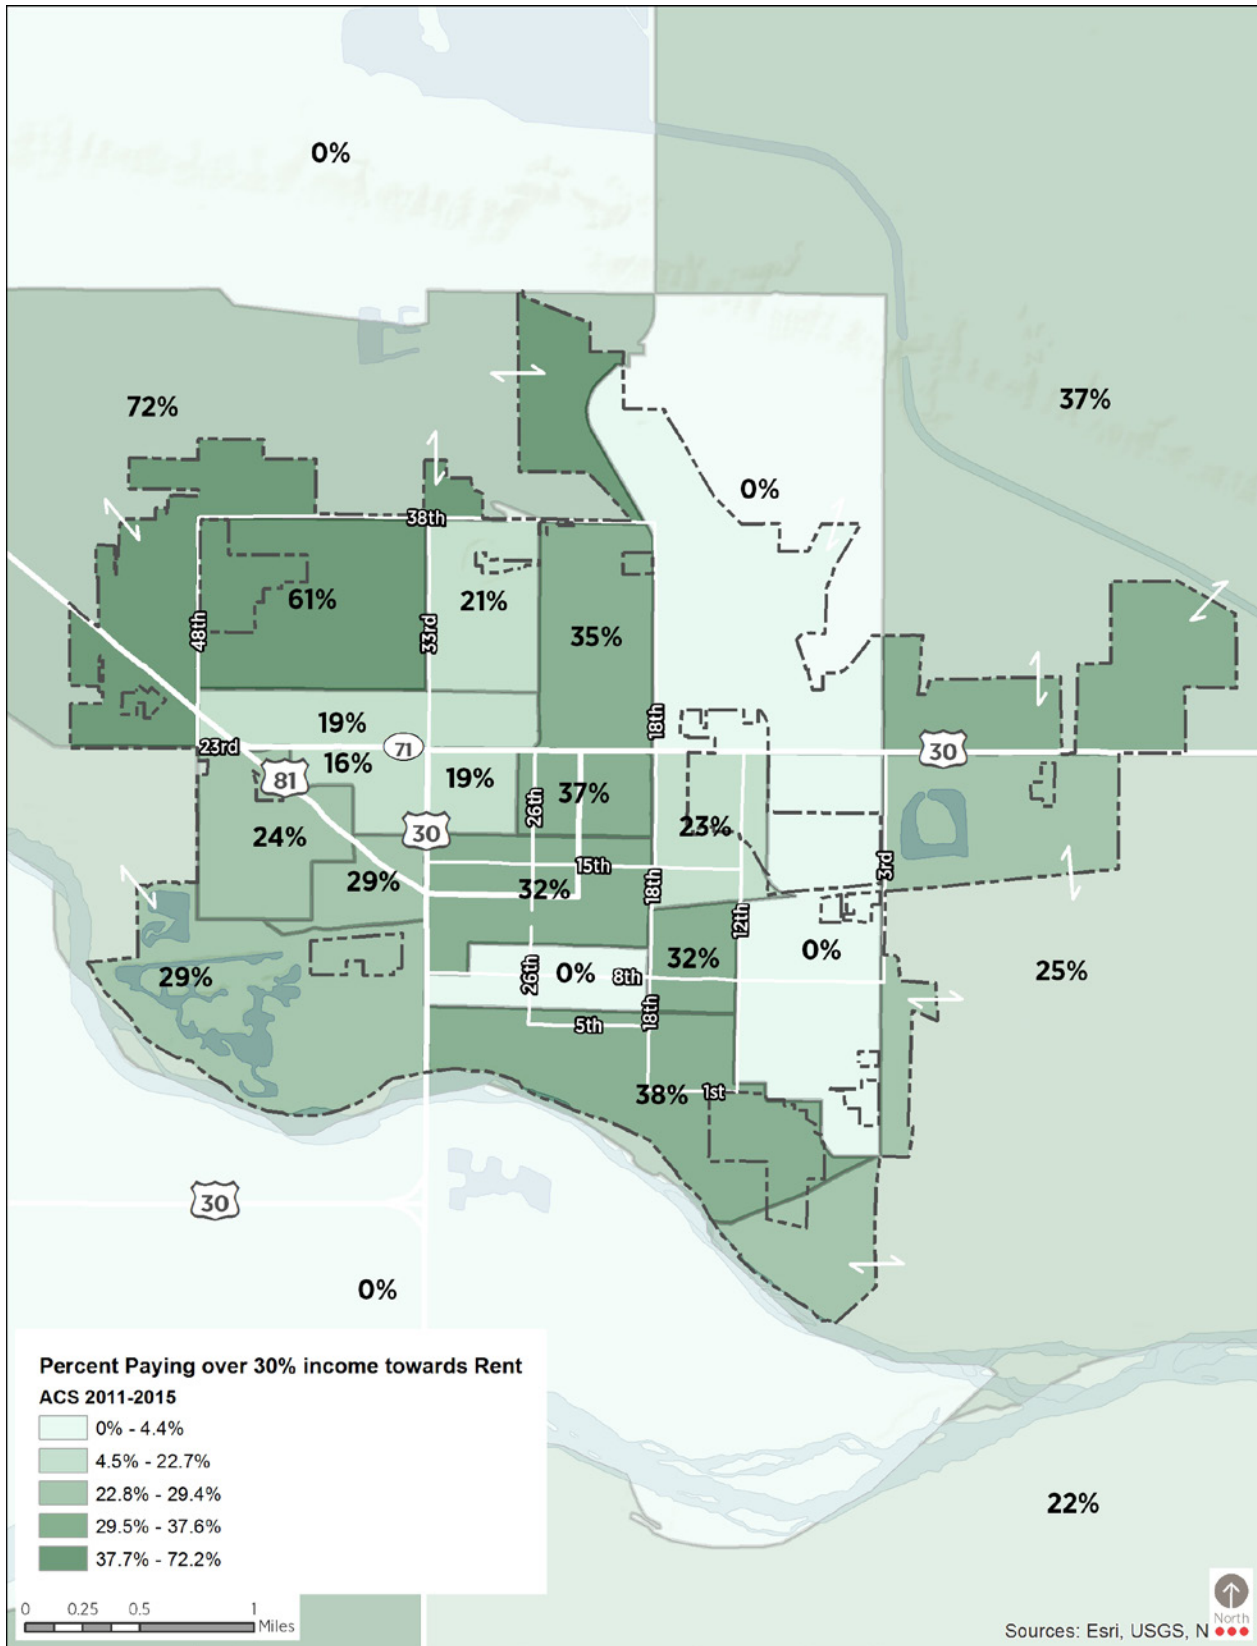 0%
72%
37%
0%
38th
61%
21%
35%
48th
33rd
19%
18th
23rd
71
30
16%
81
19%
26th
37%
30
24%
23%
15th
29%
32%
18th
3rd
12th
29%
26th
0%
8th
32%
0%
25%
18th
5th
38%
1st
30
0%
Percent Paying over 30% income towards Rent
ACS 2011-2015
0% - 4.4%
4.5% - 22.7%
22.8% - 29.4%
29.5% - 37.6%
37.7% - 72.2%
22%
0 0.25 0.5 1
Miles
North
Sources: Esri, USGS, N